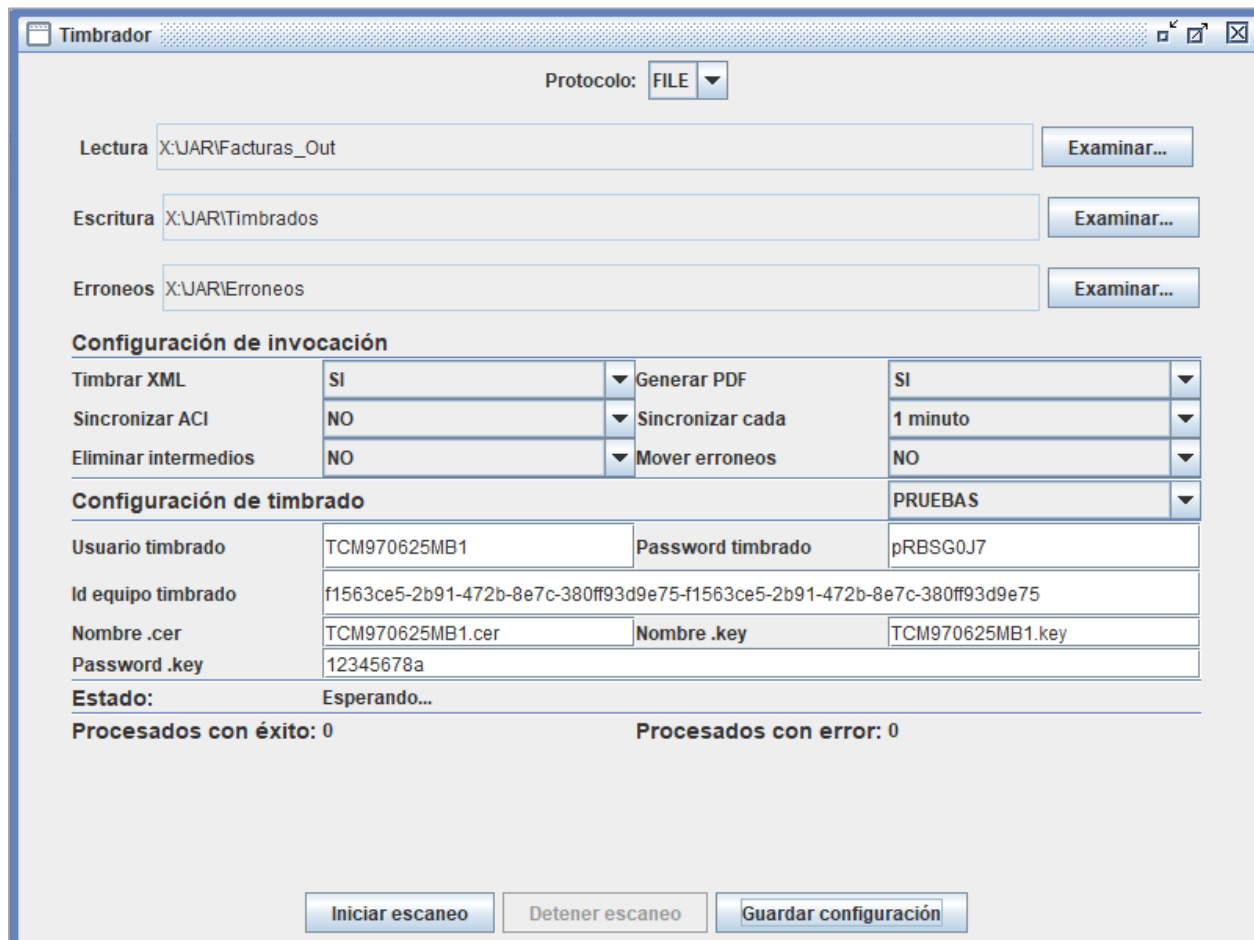 Timbrador
Protocolo: FILE
Lectura X:\JAR\Facturas_Out Examinar...
Escritura X:\JAR\Timbrados Examinar...
Erroneos X:\JAR\Erroneos Examinar...
Configuración de invocación
Timbrar XML SI Generar PDF SI
Sincronizar ACI NO Sincronizar cada 1 minuto
Eliminar intermedios NO Mover erroneos NO
Configuración de timbrado PRUEBAS
Usuario timbrado TCM970625MB1 Password timbrado pRBSG0J7
Id equipo timbrado f1563ce5-2b91-472b-8e7c-380ff93d9e75-f1563ce5-2b91-472b-8e7c-380ff93d9e75
Nombre .cer TCM970625MB1.cer Nombre .key TCM970625MB1.key
Password .key 12345678a
Estado: Esperando...
Procesados con éxito: 0 Procesados con error: 0
Iniciar escaneo Detener escaneo Guardar configuración